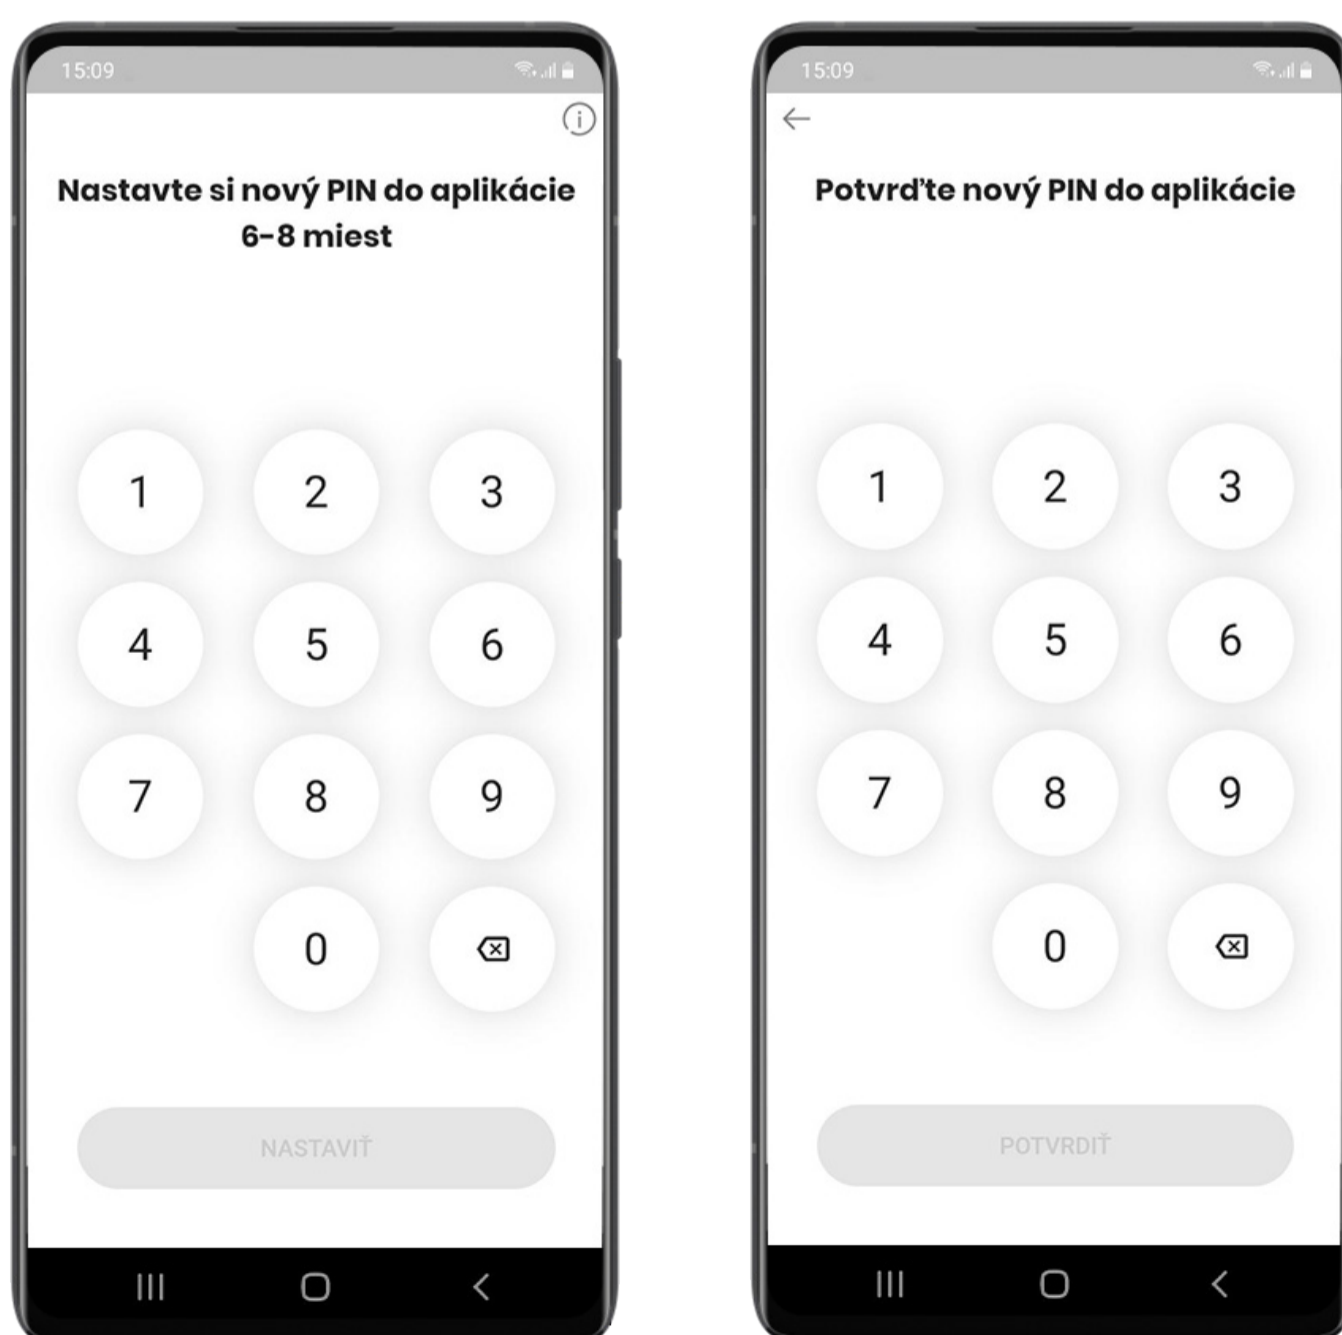 15:09
Nastavte si nový PIN do aplikácie
6-8 miest
1 2 3
4 5 6
7 8 9
0
NASTAVIŤ
15:09
Potvrďte nový PIN do aplikácie
1 2 3
4 5 6
7 8 9
0
POTVRDIŤ